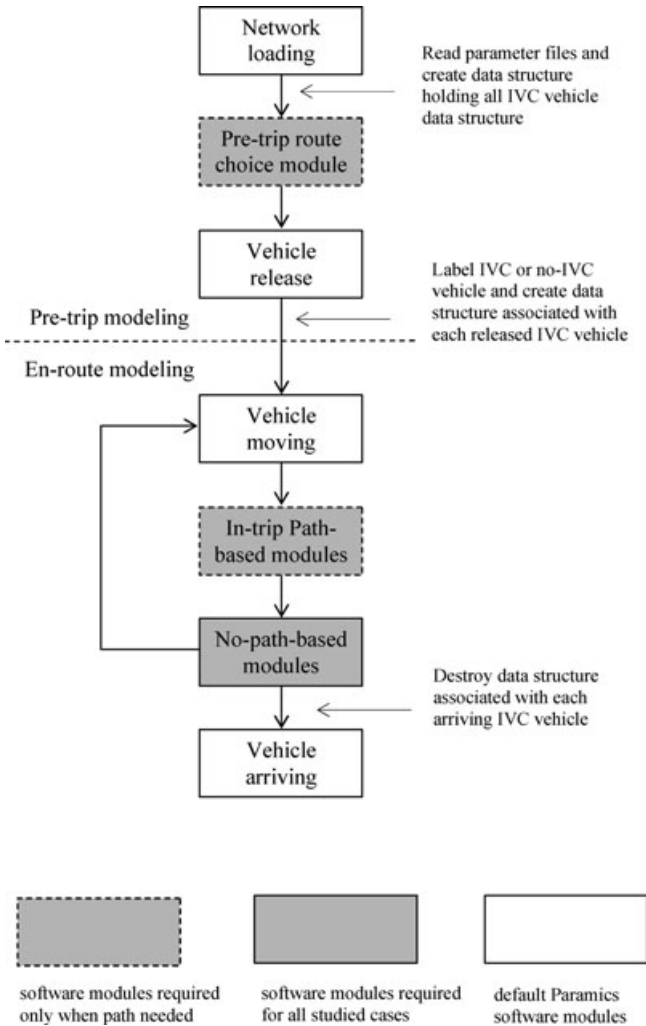 Network
loading
Read parameter files and
create data structure
holding all IVC vehicle
data structure
Pre-trip route
choice module
Vehicle
release
Label IVC or no-IVC
vehicle and create data
structure associated with
each released IVC vehicle
Pre-trip modeling
En-route modeling
Vehicle
moving
In-trip Path-
based modules
No-path-based
modules
Destroy data structure
associated with each
arriving IVC vehicle
Vehicle
arriving
software modules required
only when path needed
software modules required
for all studied cases
default Paramics
software modules